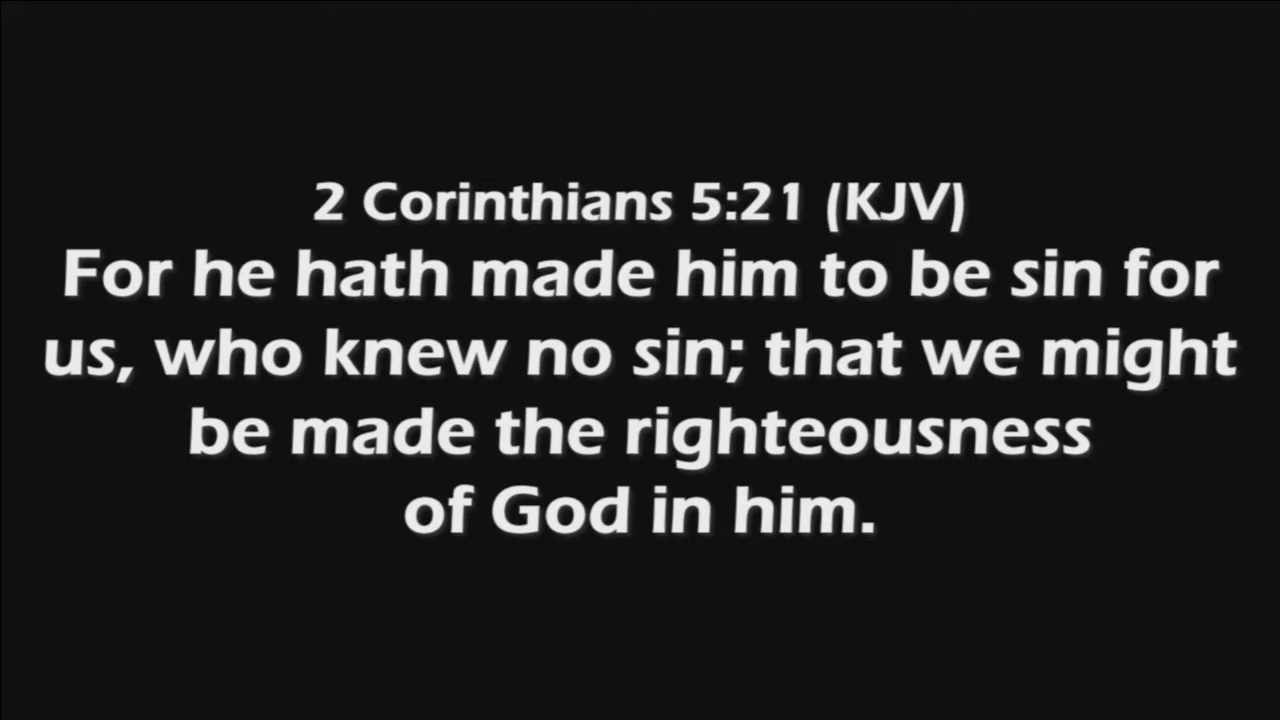 2 Corinthians 5:21 (KJV)
For he hath made him to be sin for
us, who knew no sin; that we might
be made the righteousness
of God in him.